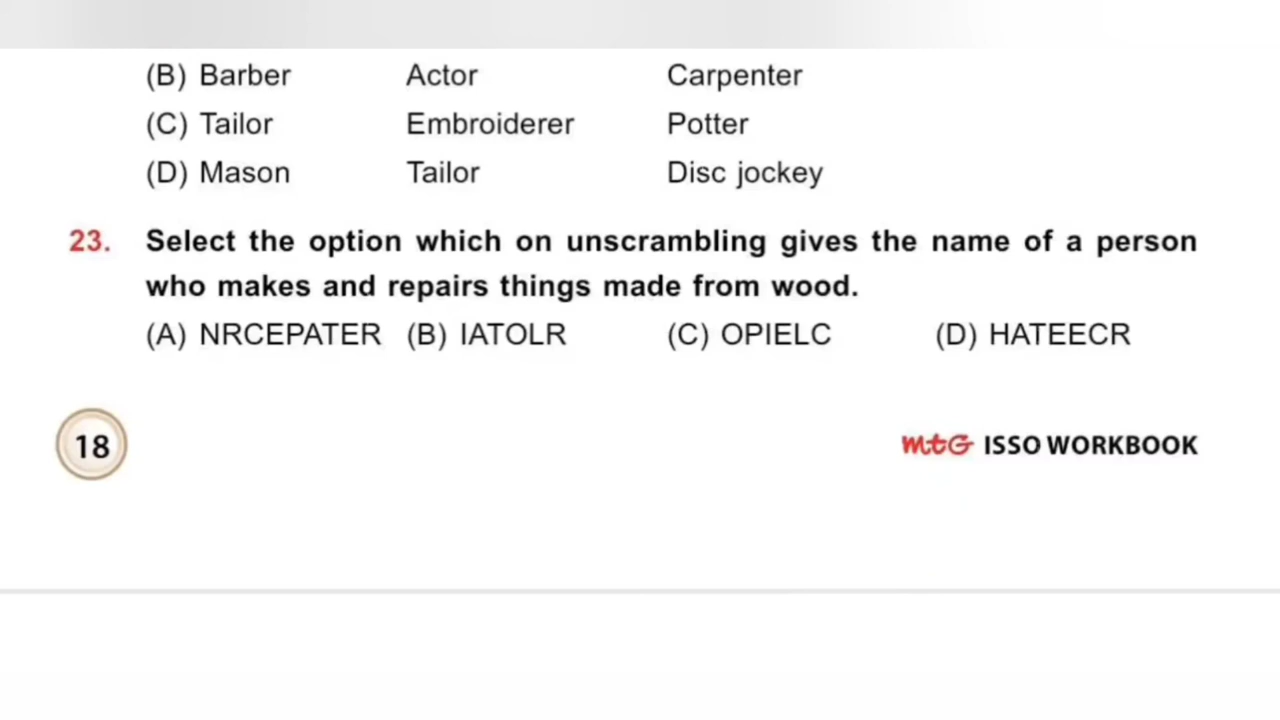 (B) Barber Actor Carpenter
(C) Tailor Embroiderer Potter
(D) Mason Tailor Disc jockey
23. Select the option which on unscrambling gives the name of a person
who makes and repairs things made from wood.
(A) NRCEPATER (B) IATOLR (C) OPIELC (D) HATEECR
18 mtG ISSO WORKBOOK